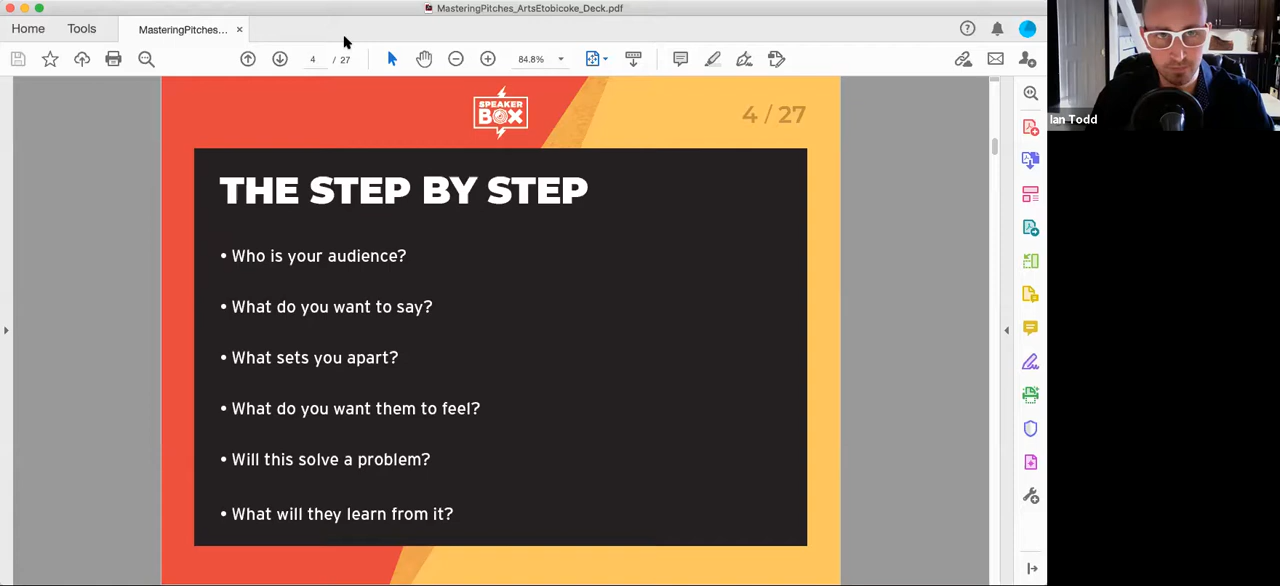 MasteringPitches_ArtsEtobicoke_Deck.pdf
Home
Tools
MasteringPitches...
4 / 27
84.8%
Ian Todd
SPEAKER
BOX
4 / 27
THE STEP BY STEP
• Who is your audience?
• What do you want to say?
• What sets you apart?
• What do you want them to feel?
• Will this solve a problem?
• What will they learn from it?